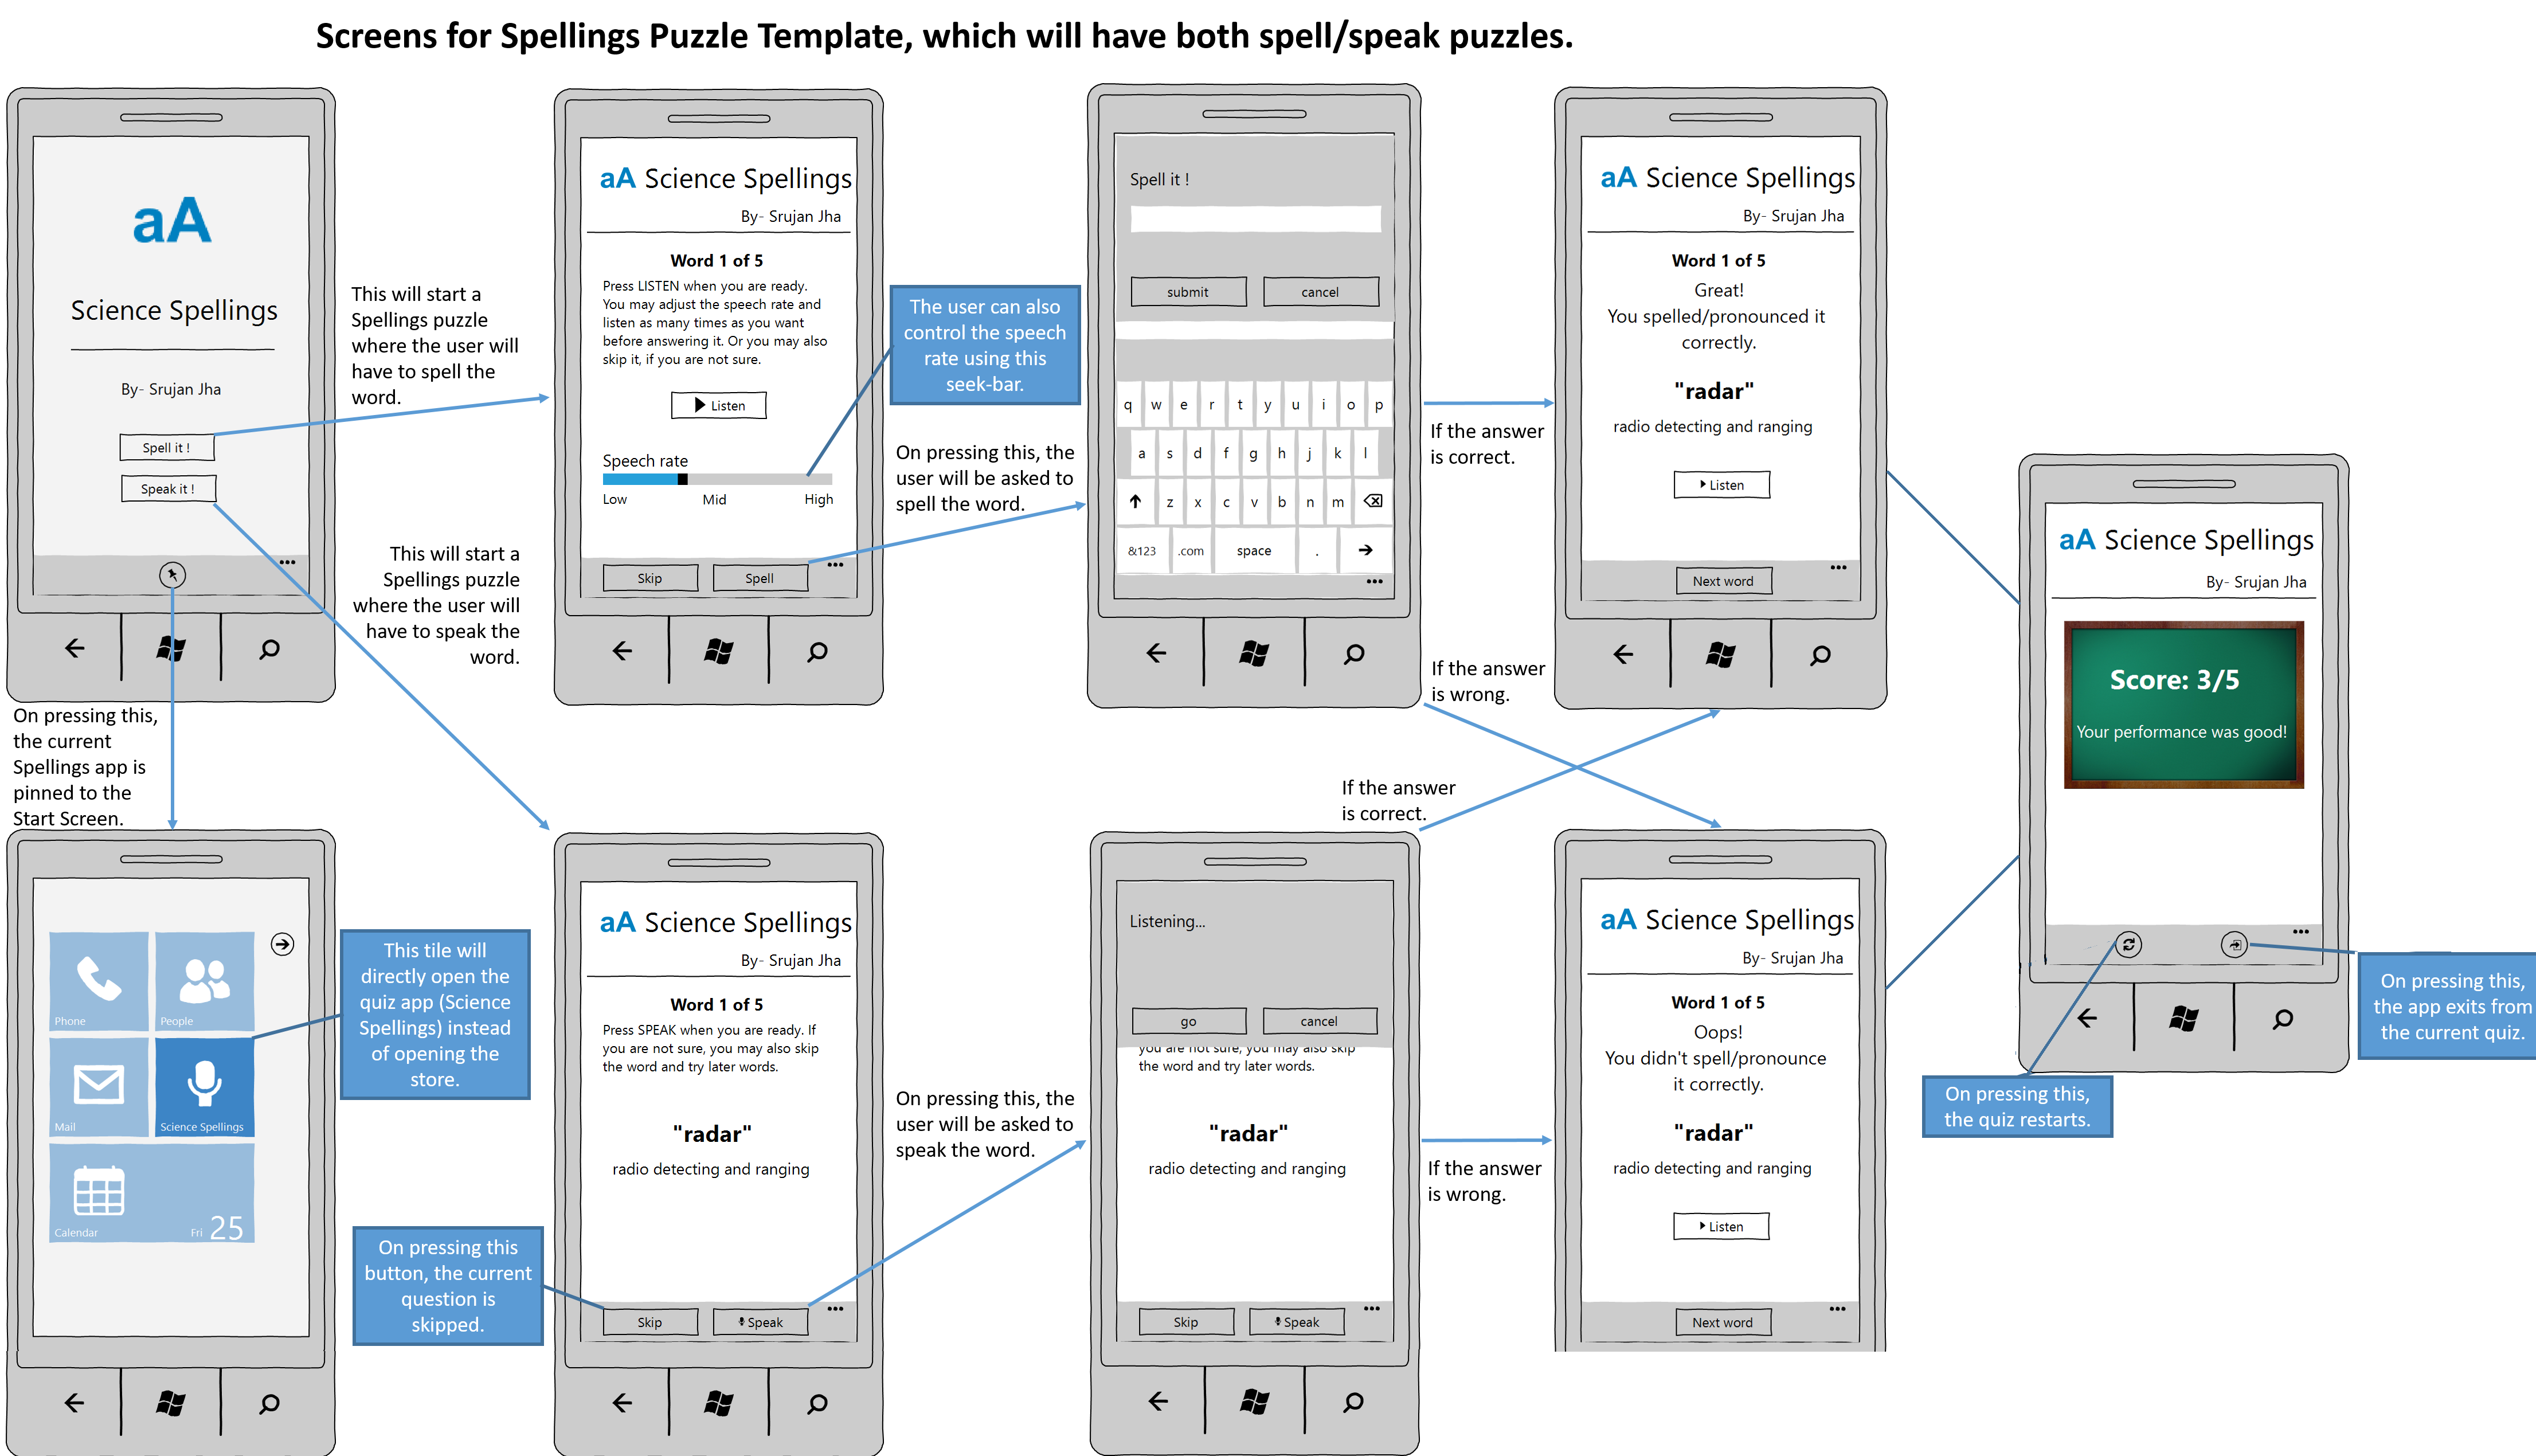 Screens for Spellings Puzzle Template, which will have both spell/speak puzzles.
aA
Science Spellings
By- Srujan Jha
Spell it !
Speak it !
This will start a
Spellings puzzle
where the user will
have to spell the
word.
This will start a
Spellings puzzle
where the user will
have to speak the
word.
On pressing this,
the current
Spellings app is
pinned to the
Start Screen.
aA Science Spellings
By- Srujan Jha
Word 1 of 5
Press LISTEN when you are ready.
You may adjust the speech rate and
listen as many times as you want
before answering it. Or you may also
skip it, if you are not sure.
Listen
Speech rate
Low Mid High
Skip Spell
The user can also
control the speech
rate using this
seek-bar.
On pressing this, the
user will be asked to
spell the word.
Spell it !
submit cancel
q w e r t y u i o p
a s d f g h j k l
z x c v b n m
&123 .com space .
If the answer
is correct.
If the answer
is wrong.
aA Science Spellings
By- Srujan Jha
Word 1 of 5
Great!
You spelled/pronounced it
correctly.
"radar"
radio detecting and ranging
Listen
Next word
aA Science Spellings
By- Srujan Jha
Score: 3/5
Your performance was good!
On pressing this,
the app exits from
the current quiz.
On pressing this,
the quiz restarts.
Phone People
Mail Science Spellings
Calendar Fri 25
This tile will
directly open the
quiz app (Science
Spellings) instead
of opening the
store.
On pressing this
button, the current
question is
skipped.
aA Science Spellings
By- Srujan Jha
Word 1 of 5
Press SPEAK when you are ready. If
you are not sure, you may also skip
the word and try later words.
"radar"
radio detecting and ranging
Skip Speak
On pressing this, the
user will be asked to
speak the word.
If the answer
is correct.
Listening...
go cancel
you are not sure, you may also skip
the word and try later words.
"radar"
radio detecting and ranging
Skip Speak
If the answer
is wrong.
aA Science Spellings
By- Srujan Jha
Word 1 of 5
Oops!
You didn't spell/pronounce
it correctly.
"radar"
radio detecting and ranging
Listen
Next word